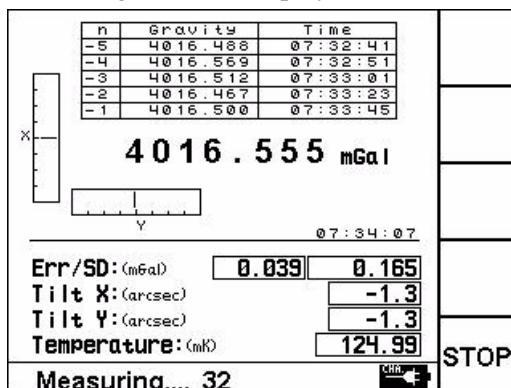 n Gravity Time
-5 4016.488 07:32:41
-4 4016.569 07:32:51
-3 4016.512 07:33:01
-2 4016.467 07:33:23
-1 4016.500 07:33:45
X
4016.555 mGal
Y
07:34:07
Err/SD:(mGal) 0.039 0.165
Tilt X:(arcsec) -1.3
Tilt Y:(arcsec) -1.3
Temperature:(mK) 124.99
STOP
Measuring.... 32 CHA.